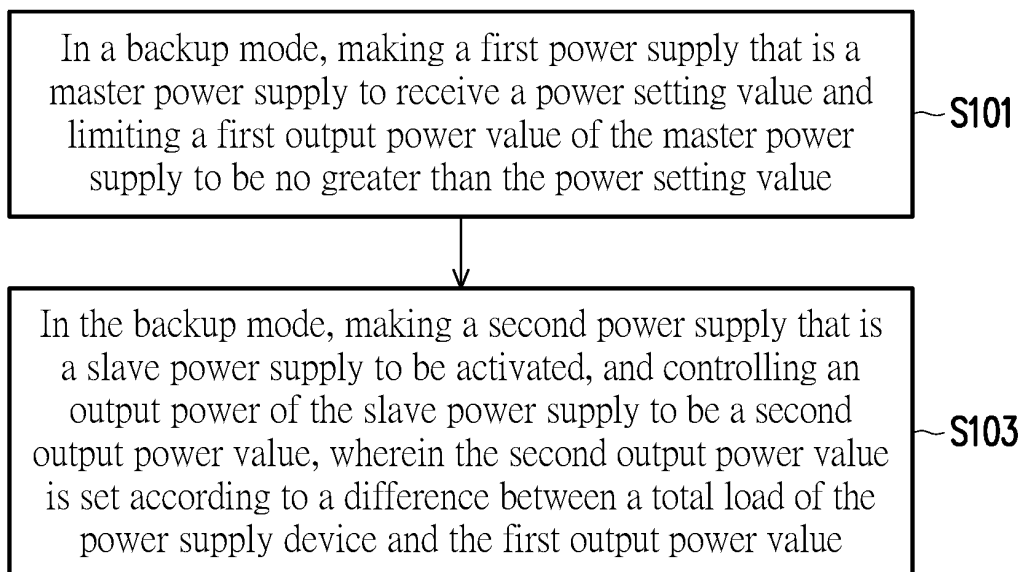 In a backup mode, making a first power supply that is a
master power supply to receive a power setting value and
limiting a first output power value of the master power
supply to be no greater than the power setting value
S101
In the backup mode, making a second power supply that is
a slave power supply to be activated, and controlling an
output power of the slave power supply to be a second
output power value, wherein the second output power value
is set according to a difference between a total load of the
power supply device and the first output power value
S103